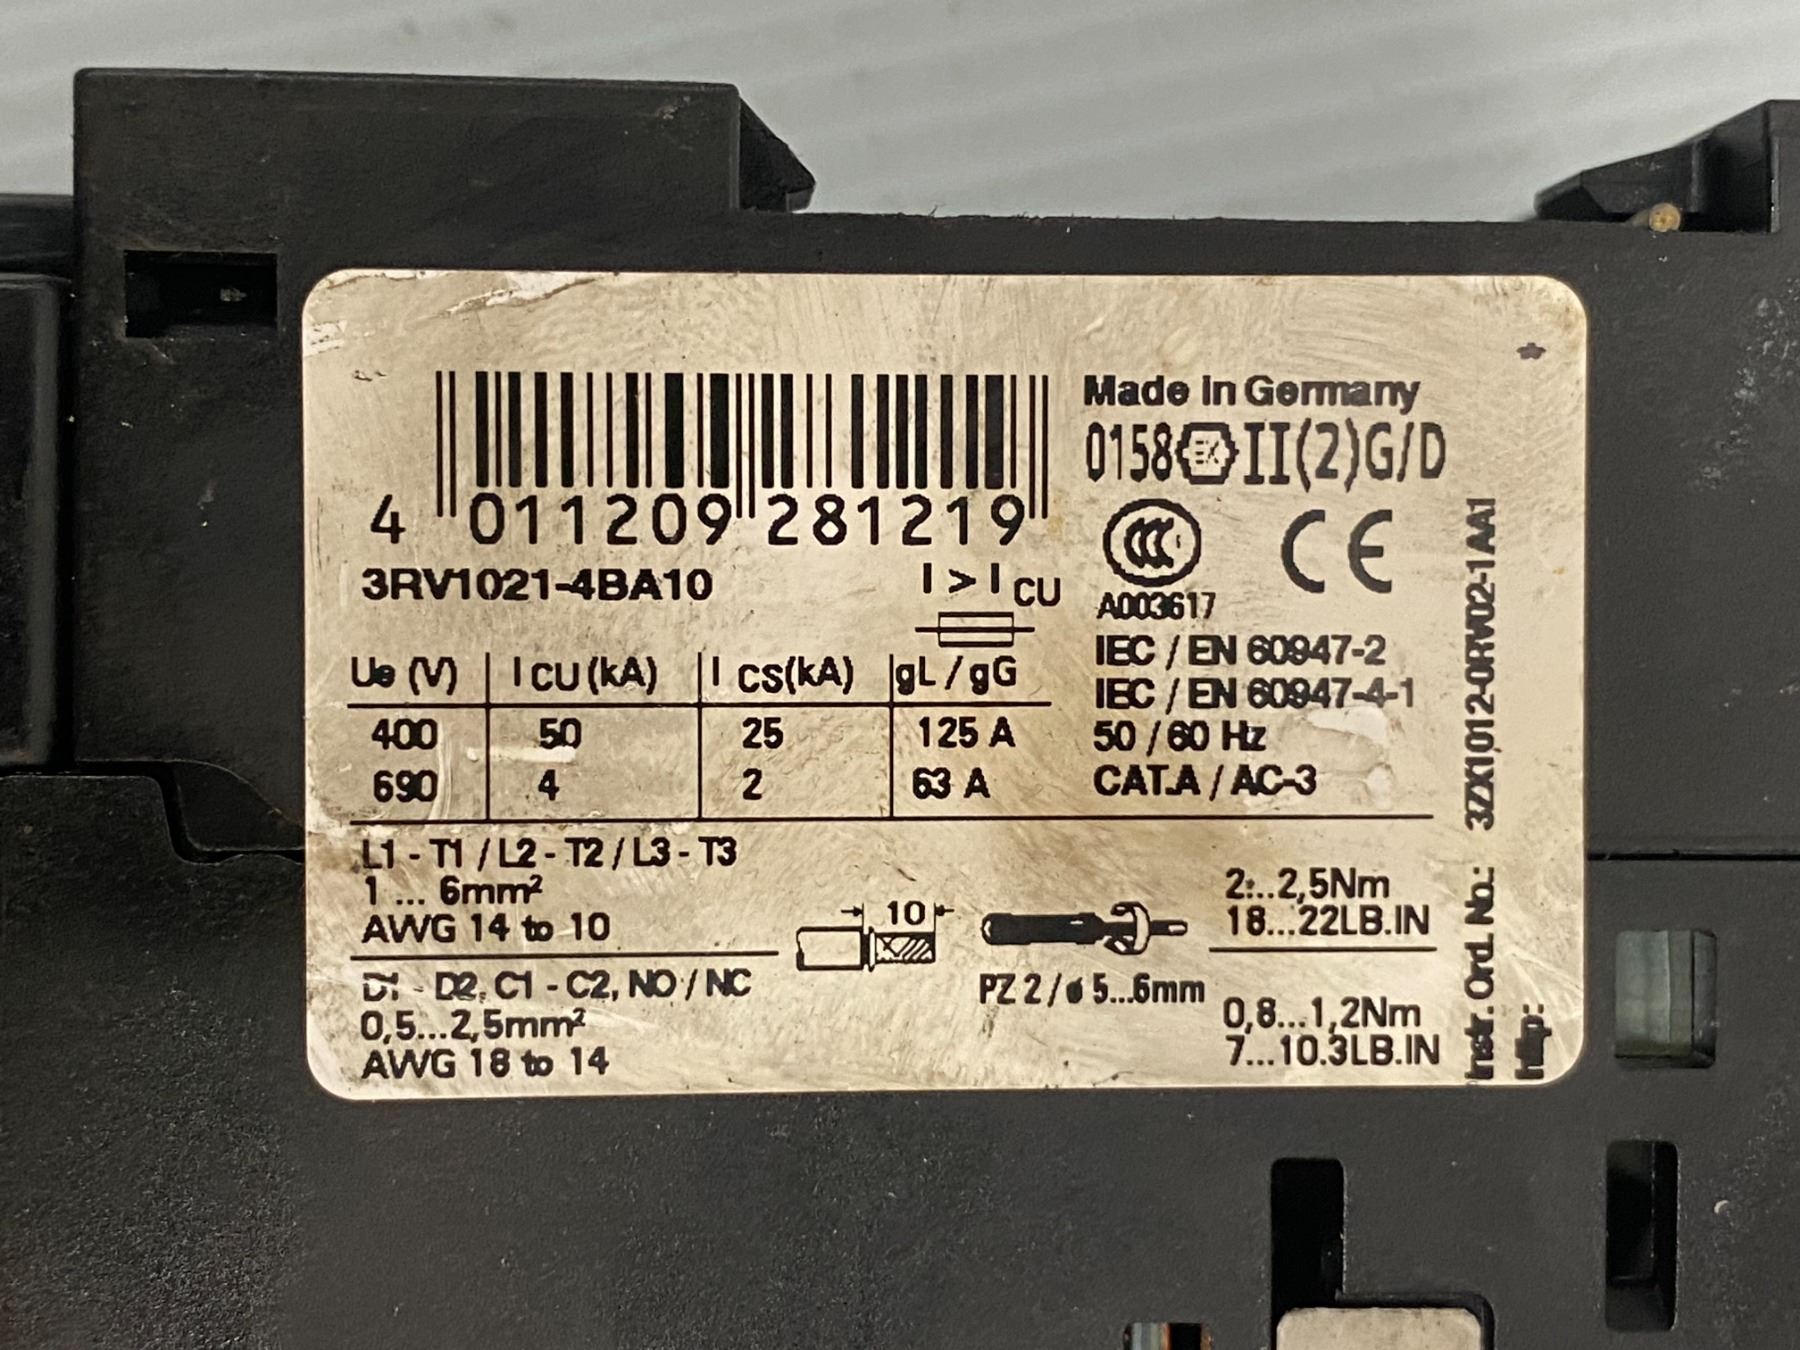 4 011209 281219
3RV1021-4BA10
I > I CU
Ue (V) I CU (kA) I CS(kA) gL / gG
400 50 25 125 A
690 4 2 63 A
Made in Germany
0158 Ex II(2)G/D
CCC CE
A003617
IEC / EN 60947-2
IEC / EN 60947-4-1
50 / 60 Hz
CAT.A / AC-3
L1 - T1 / L2 - T2 / L3 - T3
1 ... 6mm²
AWG 14 to 10
D1 - D2, C1 - C2, NO / NC
0,5...2,5mm²
AWG 18 to 14
10
PZ 2 / ø 5...6mm
2...2,5Nm
18...22LB.IN
0,8...1,2Nm
7...10.3LB.IN
Instr. Ord. No.: 3ZX1012-0RV02-1AA1